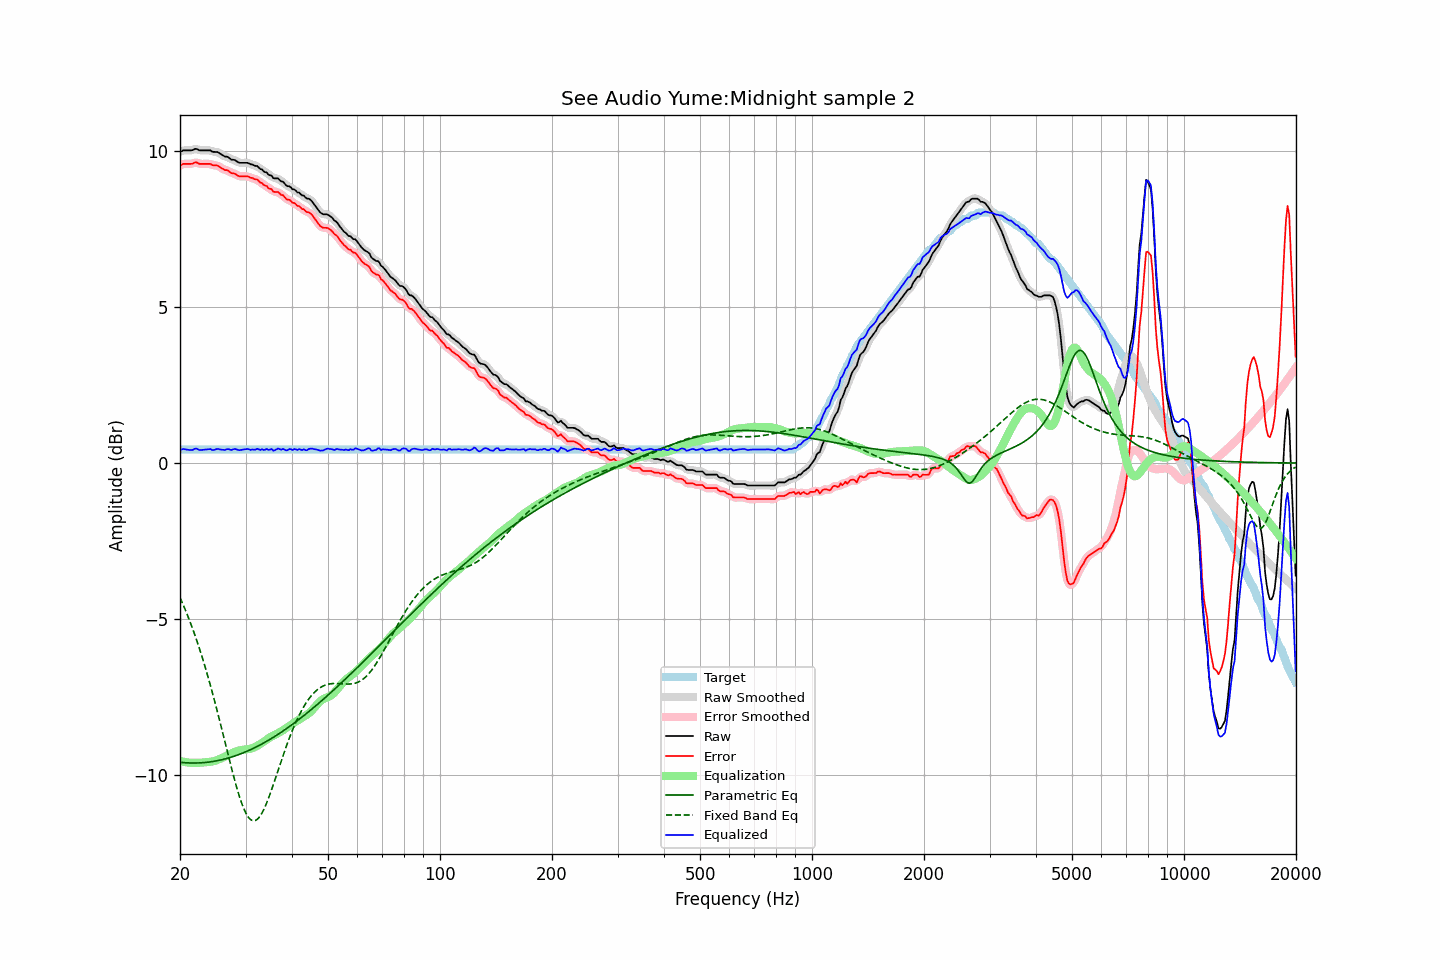 See Audio Yume:Midnight sample 2
Amplitude (dBr)
10
5
0
−5
−10
20
50
100
200
500
1000
2000
5000
10000
20000
Frequency (Hz)
Target
Raw Smoothed
Error Smoothed
Raw
Error
Equalization
Parametric Eq
Fixed Band Eq
Equalized